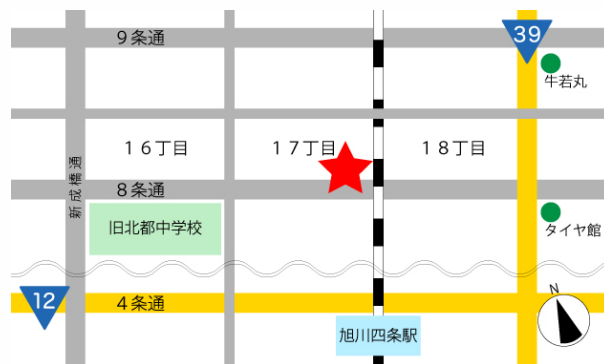 ９条通
39
牛若丸
１６丁目
１７丁目
１８丁目
新成橋通
８条通
旧北都中学校
タイヤ館
12
４条通
N
旭川四条駅